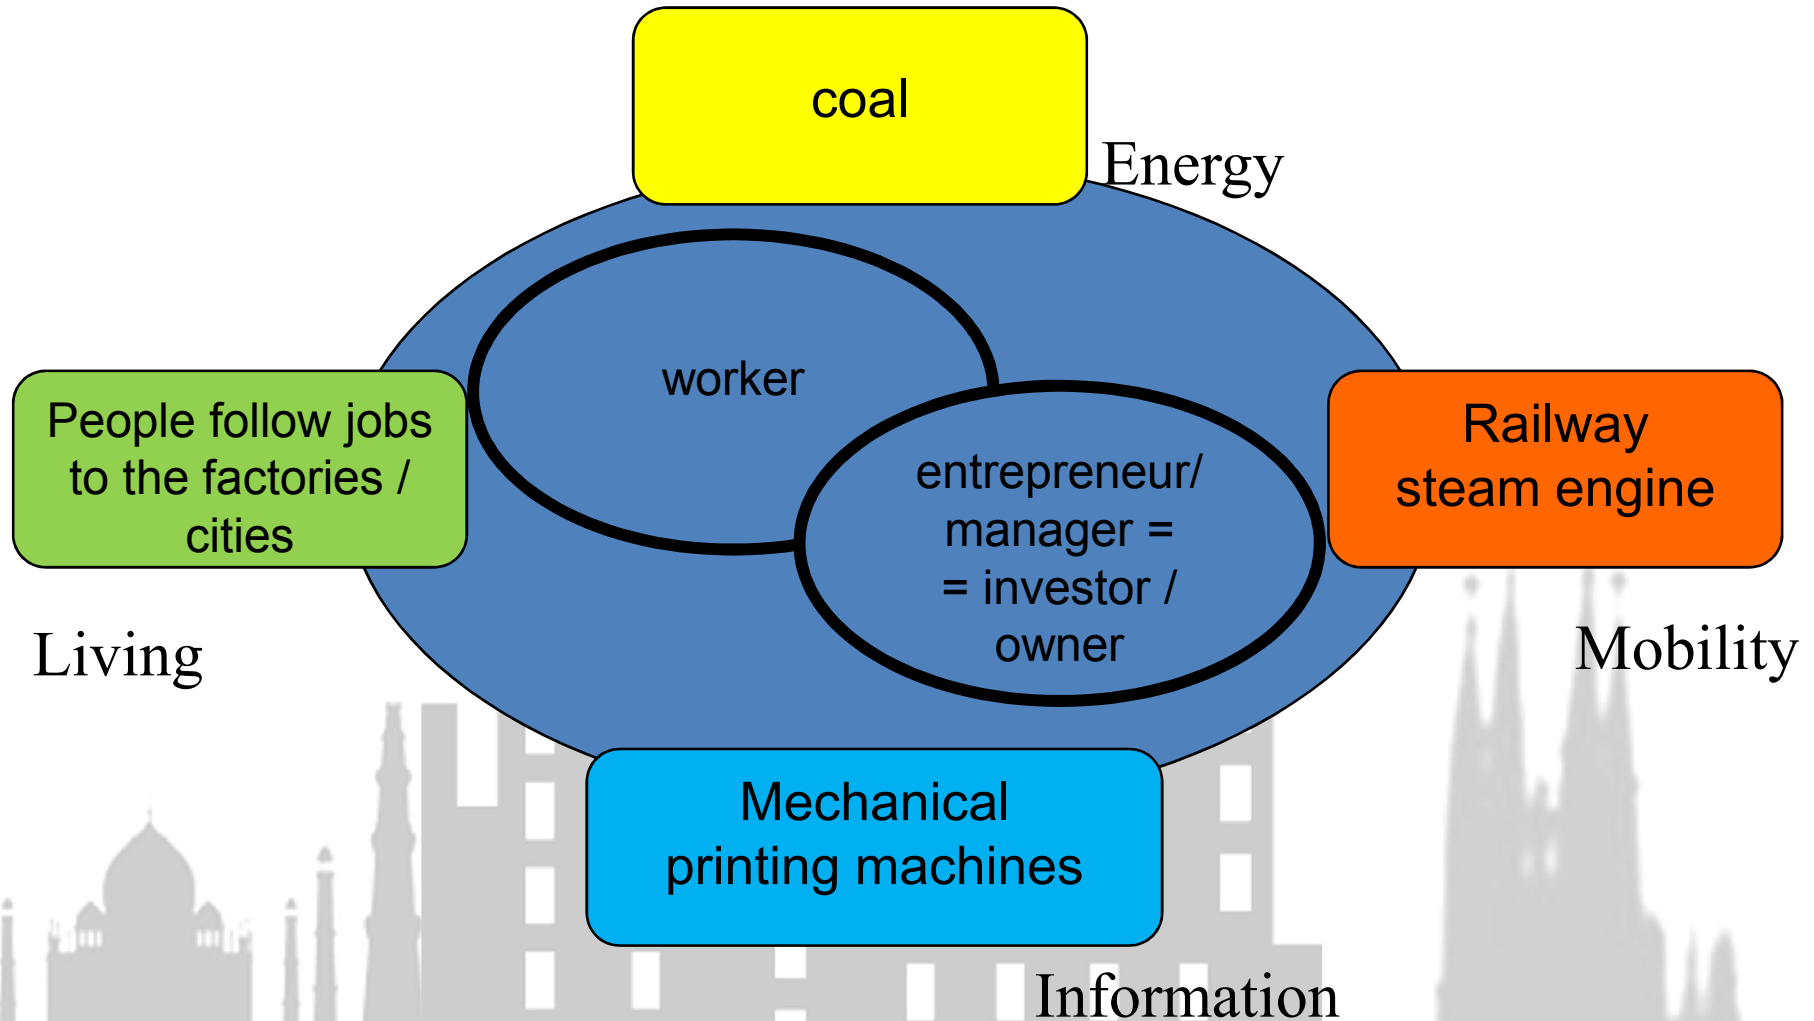 coal
Energy
worker
People follow jobs
to the factories /
cities
entrepreneur/
manager =
= investor /
owner
Railway
steam engine
Living
Mobility
Mechanical
printing machines
Information